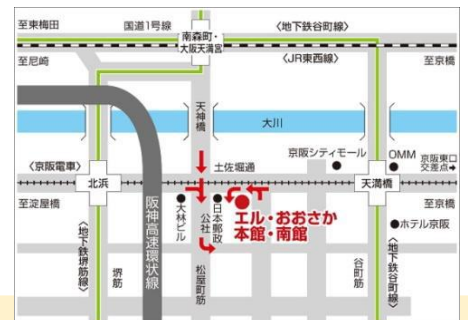 至東梅田
国道1号線
南森町・
大阪天満宮
〈地下鉄谷町線〉
至尼崎
〈JR東西線〉
至京橋
天神橋
大川
〈京阪電車〉
北浜
土佐堀通
京阪シティモール
OMM
京阪東口
交差点→
天満橋
至淀屋橋
至京橋
阪神高速環状線
大林ビル
日本郵政
公社
エル・おおさか
本館・南館
ホテル京阪
〈地下鉄堺筋線〉
堺筋
松屋町筋
谷町筋
〈地下鉄谷町線〉